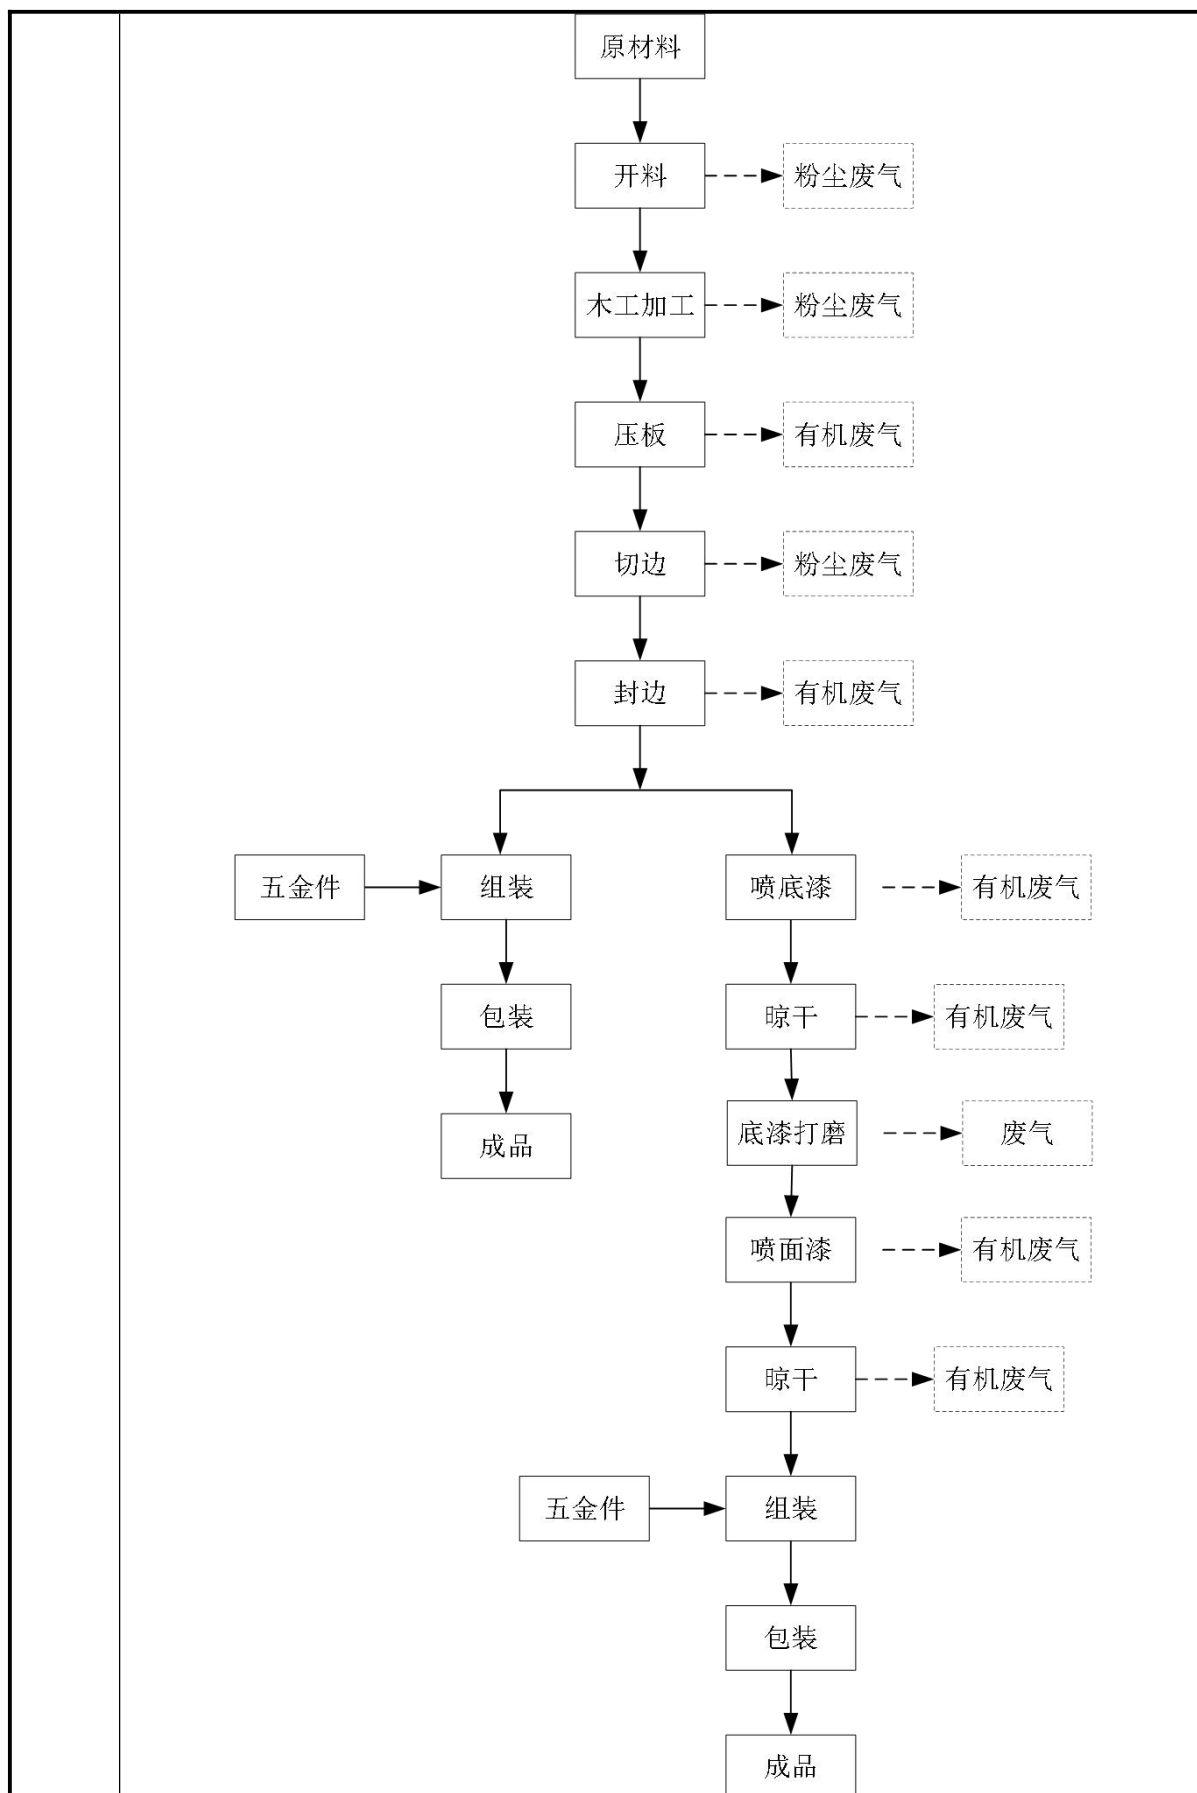 原材料
开料 粉尘废气
木工加工 粉尘废气
压板 有机废气
切边 粉尘废气
封边 有机废气
五金件 组装 喷底漆 有机废气
包装 晾干 有机废气
成品 底漆打磨 废气
喷面漆 有机废气
晾干 有机废气
五金件 组装
包装
成品